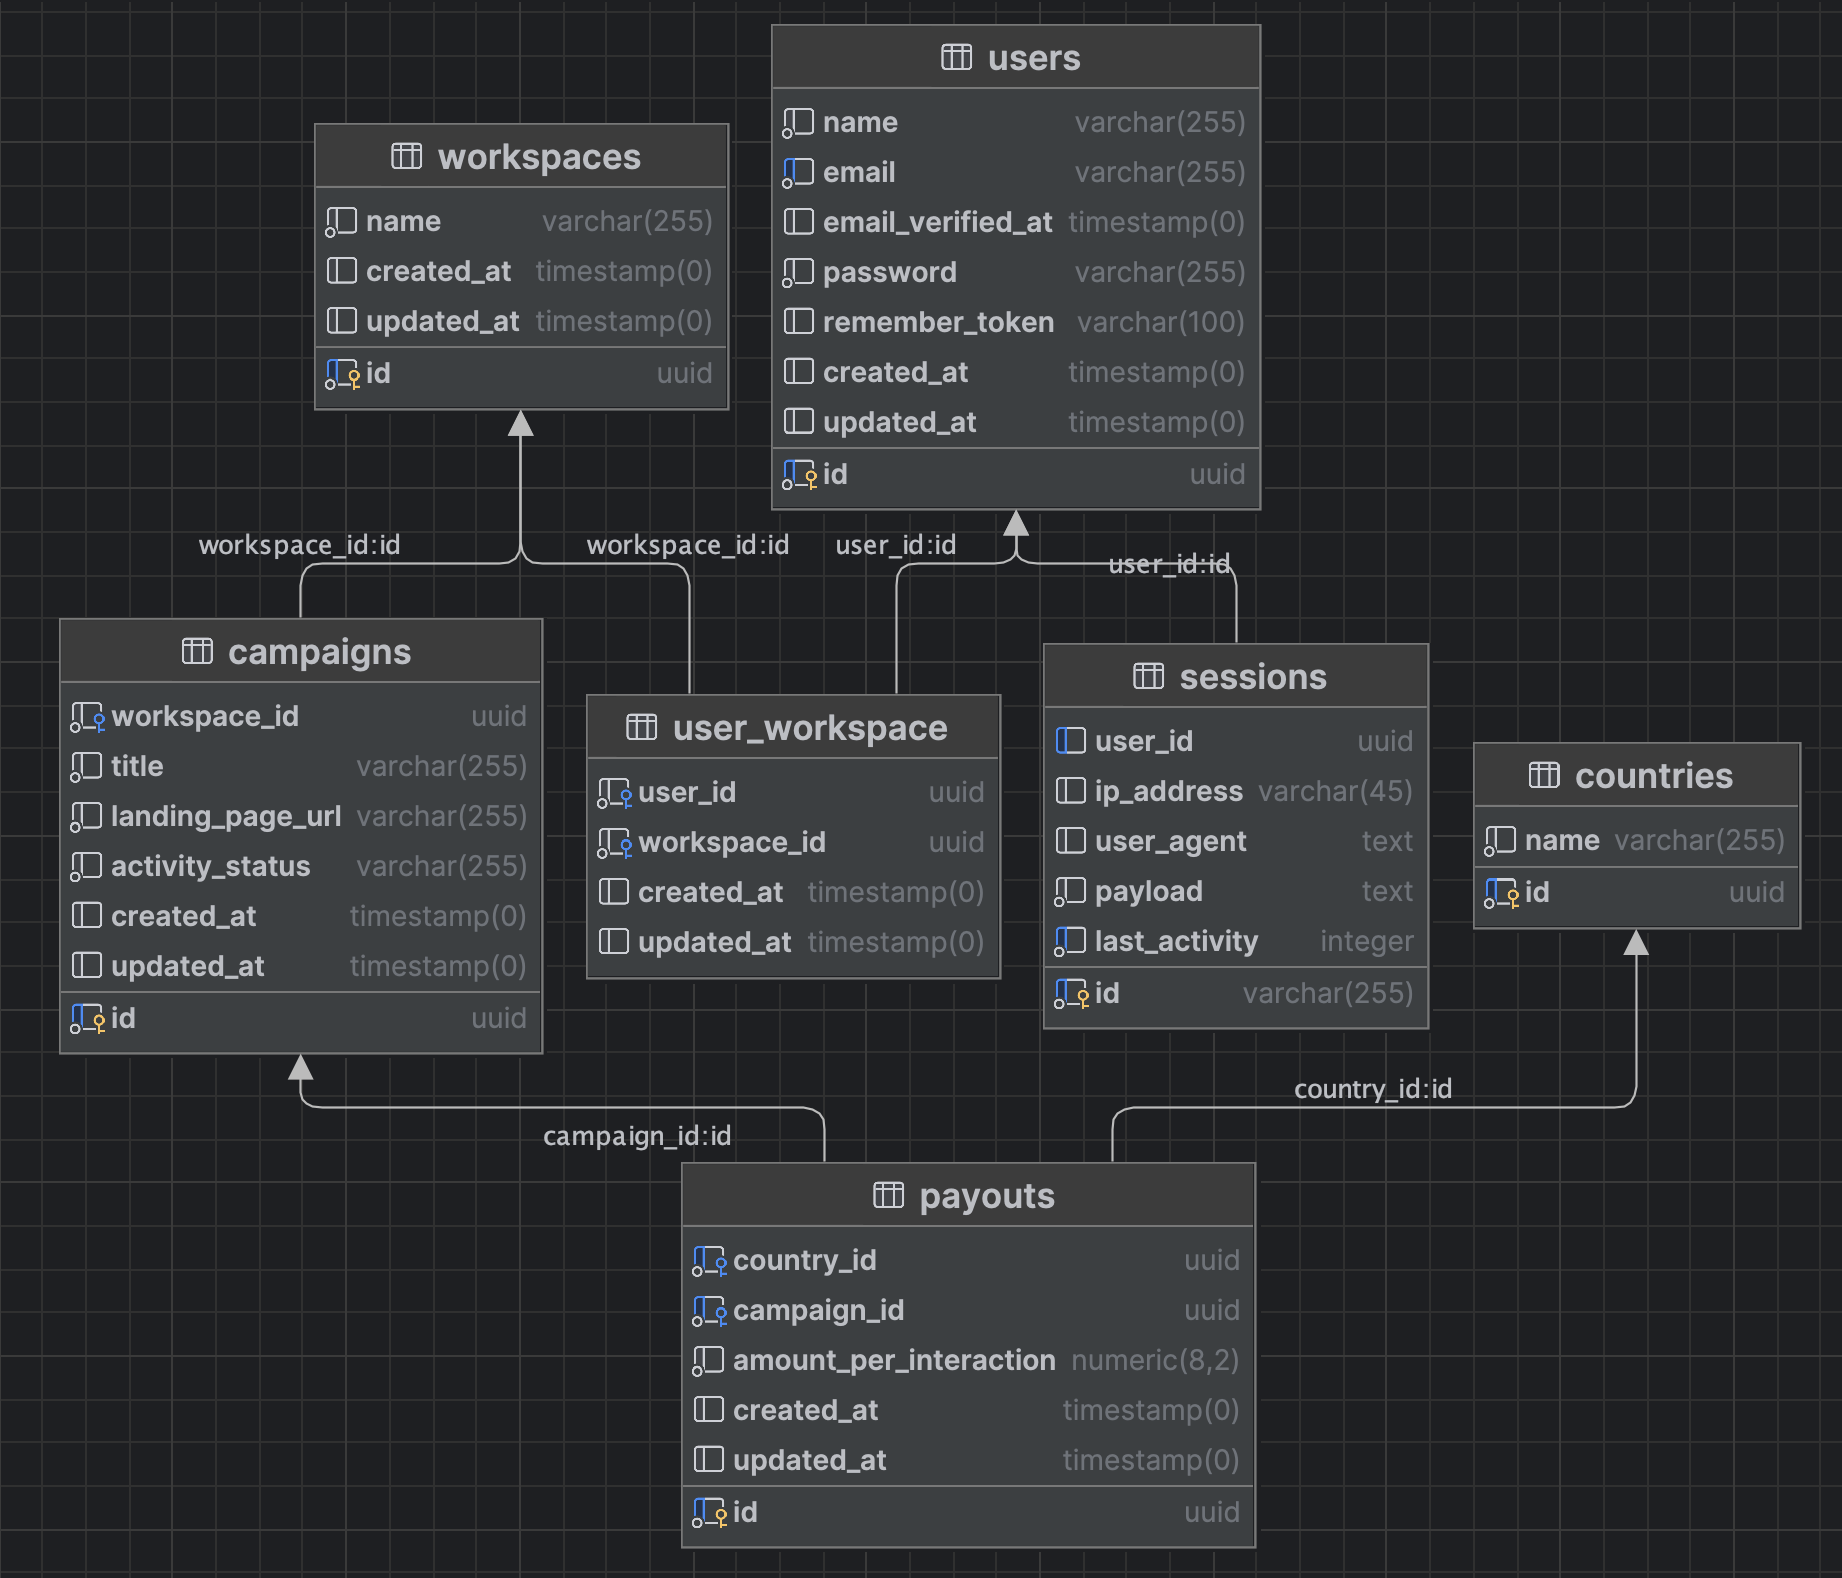 users
name varchar(255)
email varchar(255)
email_verified_at timestamp(0)
password varchar(255)
remember_token varchar(100)
created_at timestamp(0)
updated_at timestamp(0)
id uuid
workspaces
name varchar(255)
created_at timestamp(0)
updated_at timestamp(0)
id uuid
workspace_id:id
workspace_id:id
user_id:id
user_id:id
campaigns
workspace_id uuid
title varchar(255)
landing_page_url varchar(255)
activity_status varchar(255)
created_at timestamp(0)
updated_at timestamp(0)
id uuid
user_workspace
user_id uuid
workspace_id uuid
created_at timestamp(0)
updated_at timestamp(0)
sessions
user_id uuid
ip_address varchar(45)
user_agent text
payload text
last_activity integer
id varchar(255)
countries
name varchar(255)
id uuid
campaign_id:id
country_id:id
payouts
country_id uuid
campaign_id uuid
amount_per_interaction numeric(8,2)
created_at timestamp(0)
updated_at timestamp(0)
id uuid